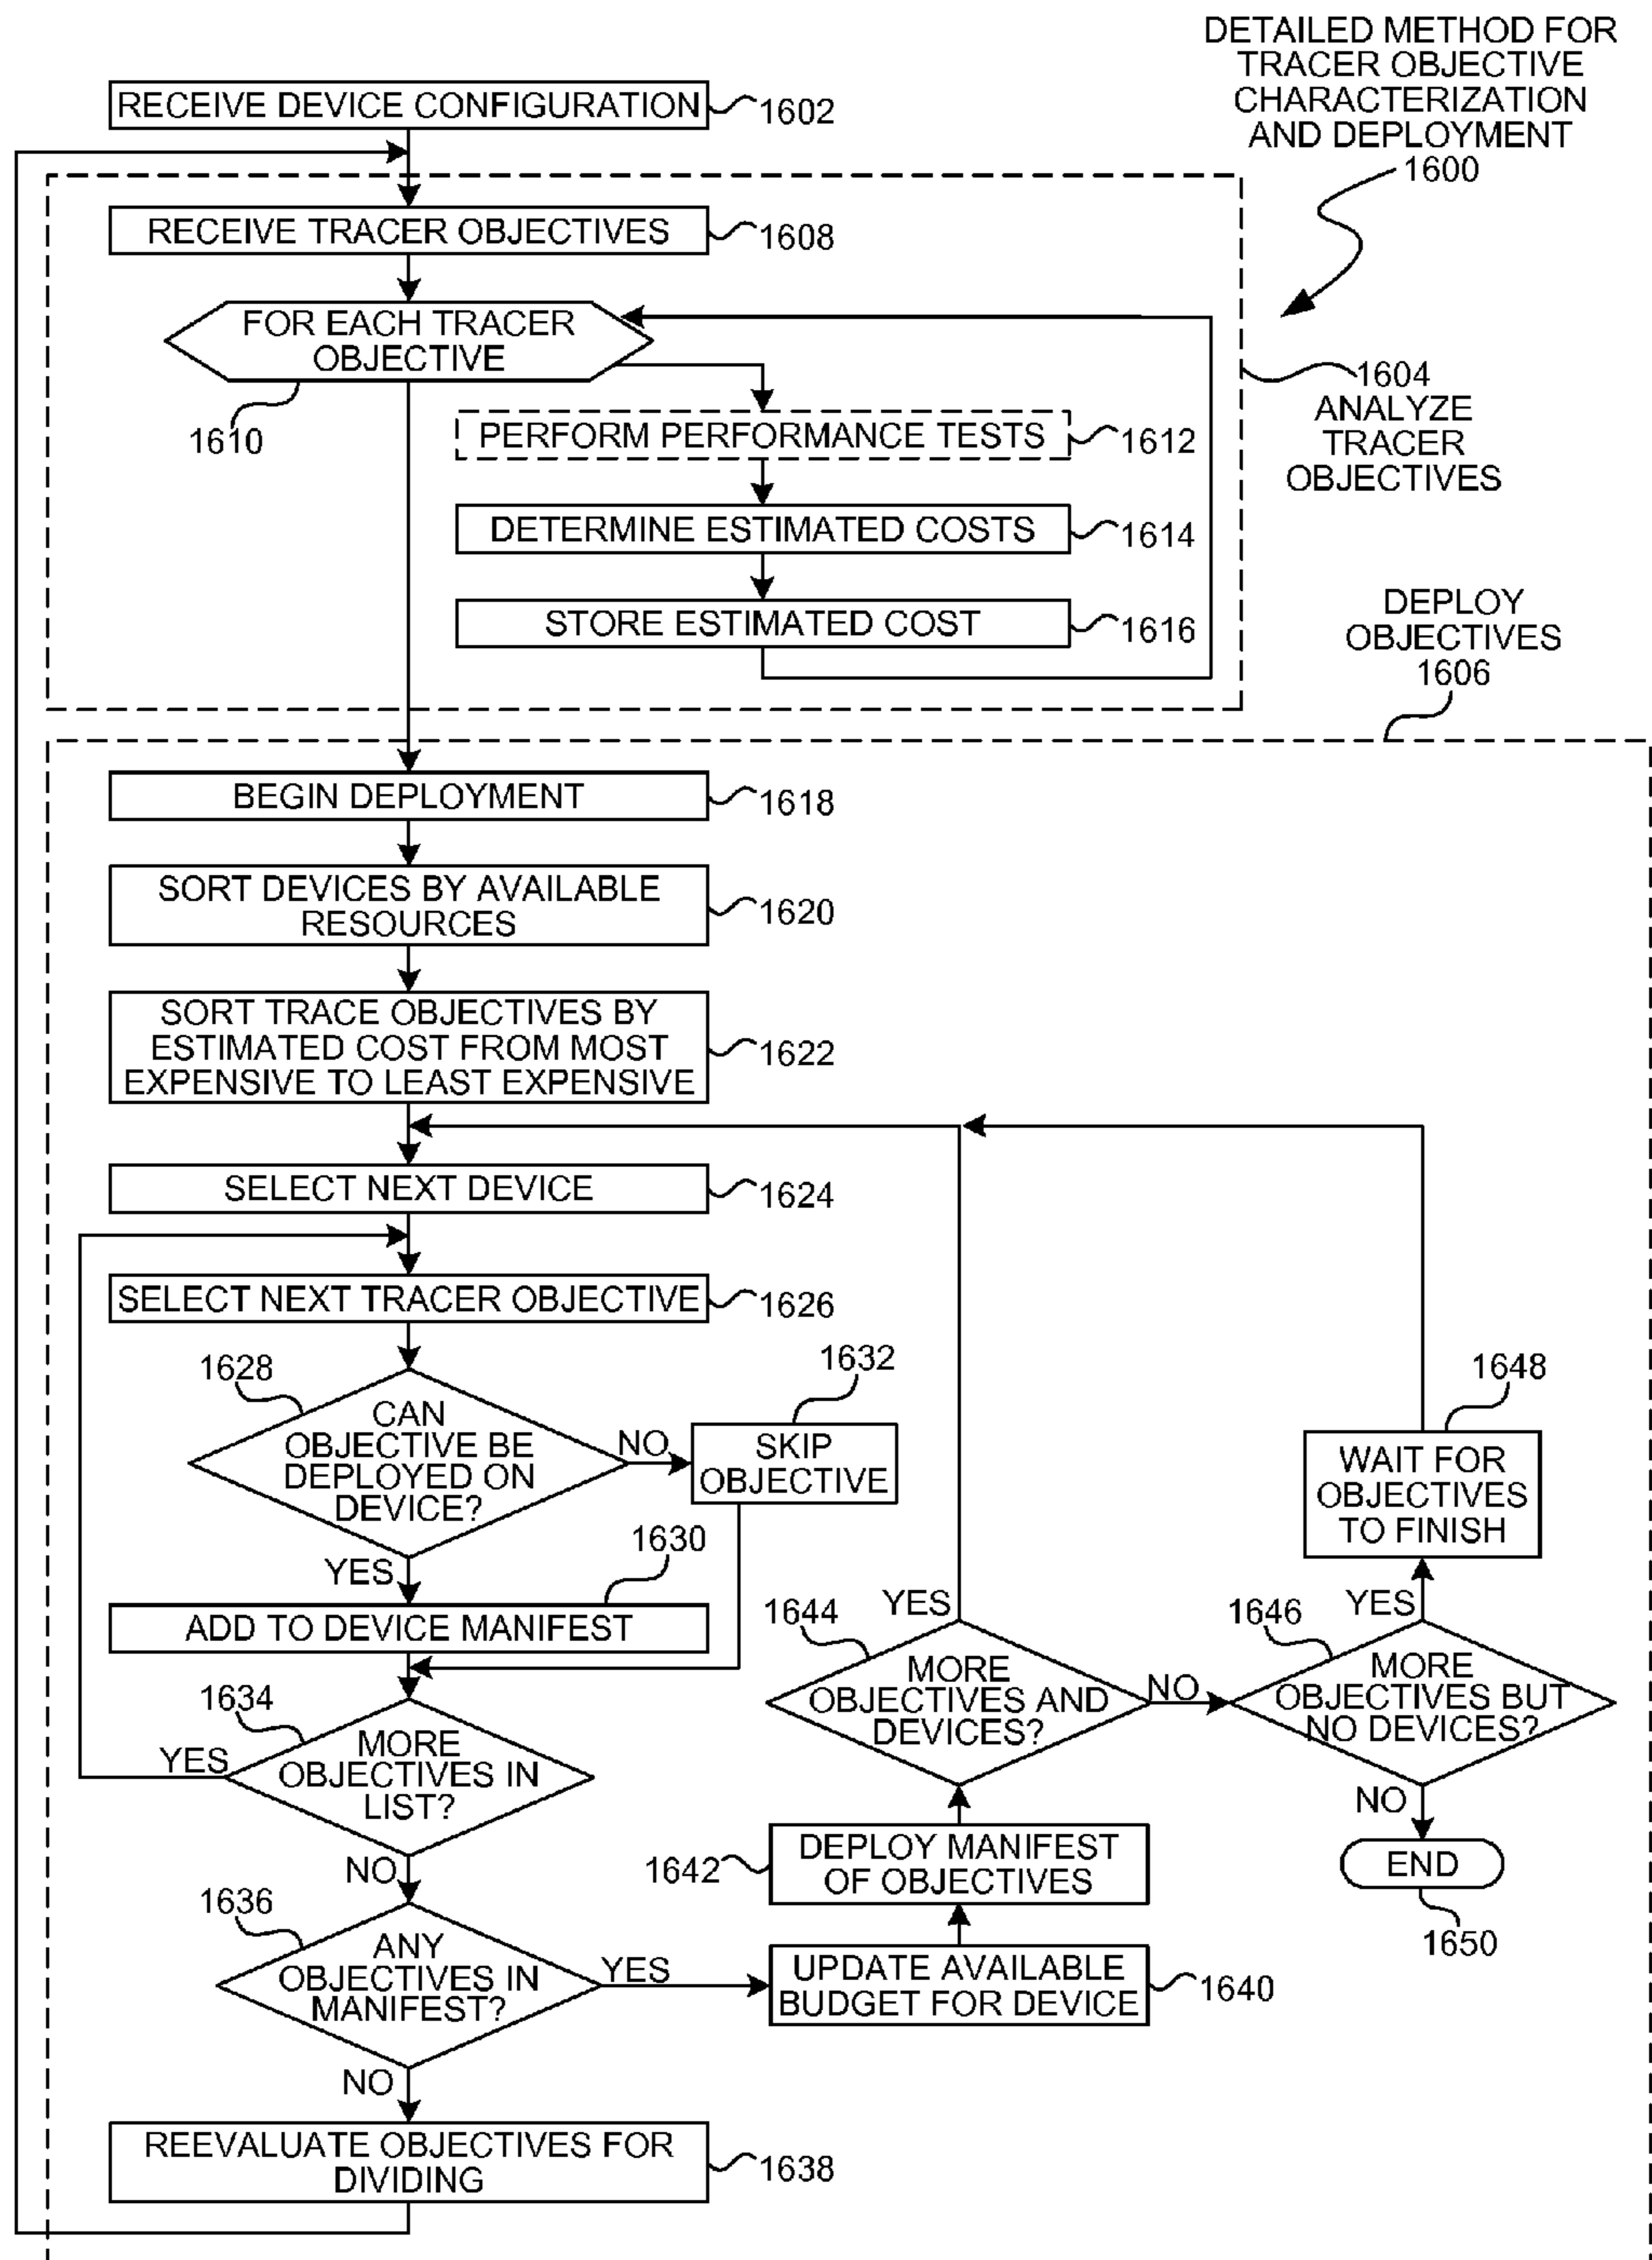 DETAILED METHOD FOR
TRACER OBJECTIVE
CHARACTERIZATION
AND DEPLOYMENT
1600
RECEIVE DEVICE CONFIGURATION
1602
RECEIVE TRACER OBJECTIVES
1608
FOR EACH TRACER
OBJECTIVE
1610
1604
ANALYZE
TRACER
OBJECTIVES
PERFORM PERFORMANCE TESTS
1612
DETERMINE ESTIMATED COSTS
1614
STORE ESTIMATED COST
1616
DEPLOY
OBJECTIVES
1606
BEGIN DEPLOYMENT
1618
SORT DEVICES BY AVAILABLE
RESOURCES
1620
SORT TRACE OBJECTIVES BY
ESTIMATED COST FROM MOST
EXPENSIVE TO LEAST EXPENSIVE
1622
SELECT NEXT DEVICE
1624
SELECT NEXT TRACER OBJECTIVE
1626
1628
CAN
OBJECTIVE BE
DEPLOYED ON
DEVICE?
NO
YES
1632
SKIP
OBJECTIVE
1630
ADD TO DEVICE MANIFEST
1634
MORE
OBJECTIVES IN
LIST?
YES
NO
1636
ANY
OBJECTIVES IN
MANIFEST?
YES
NO
REEVALUATE OBJECTIVES FOR
DIVIDING
1638
UPDATE AVAILABLE
BUDGET FOR DEVICE
1640
DEPLOY MANIFEST
OF OBJECTIVES
1642
1644
MORE
OBJECTIVES AND
DEVICES?
YES
NO
1646
MORE
OBJECTIVES BUT
NO DEVICES?
YES
NO
1648
WAIT FOR
OBJECTIVES
TO FINISH
END
1650